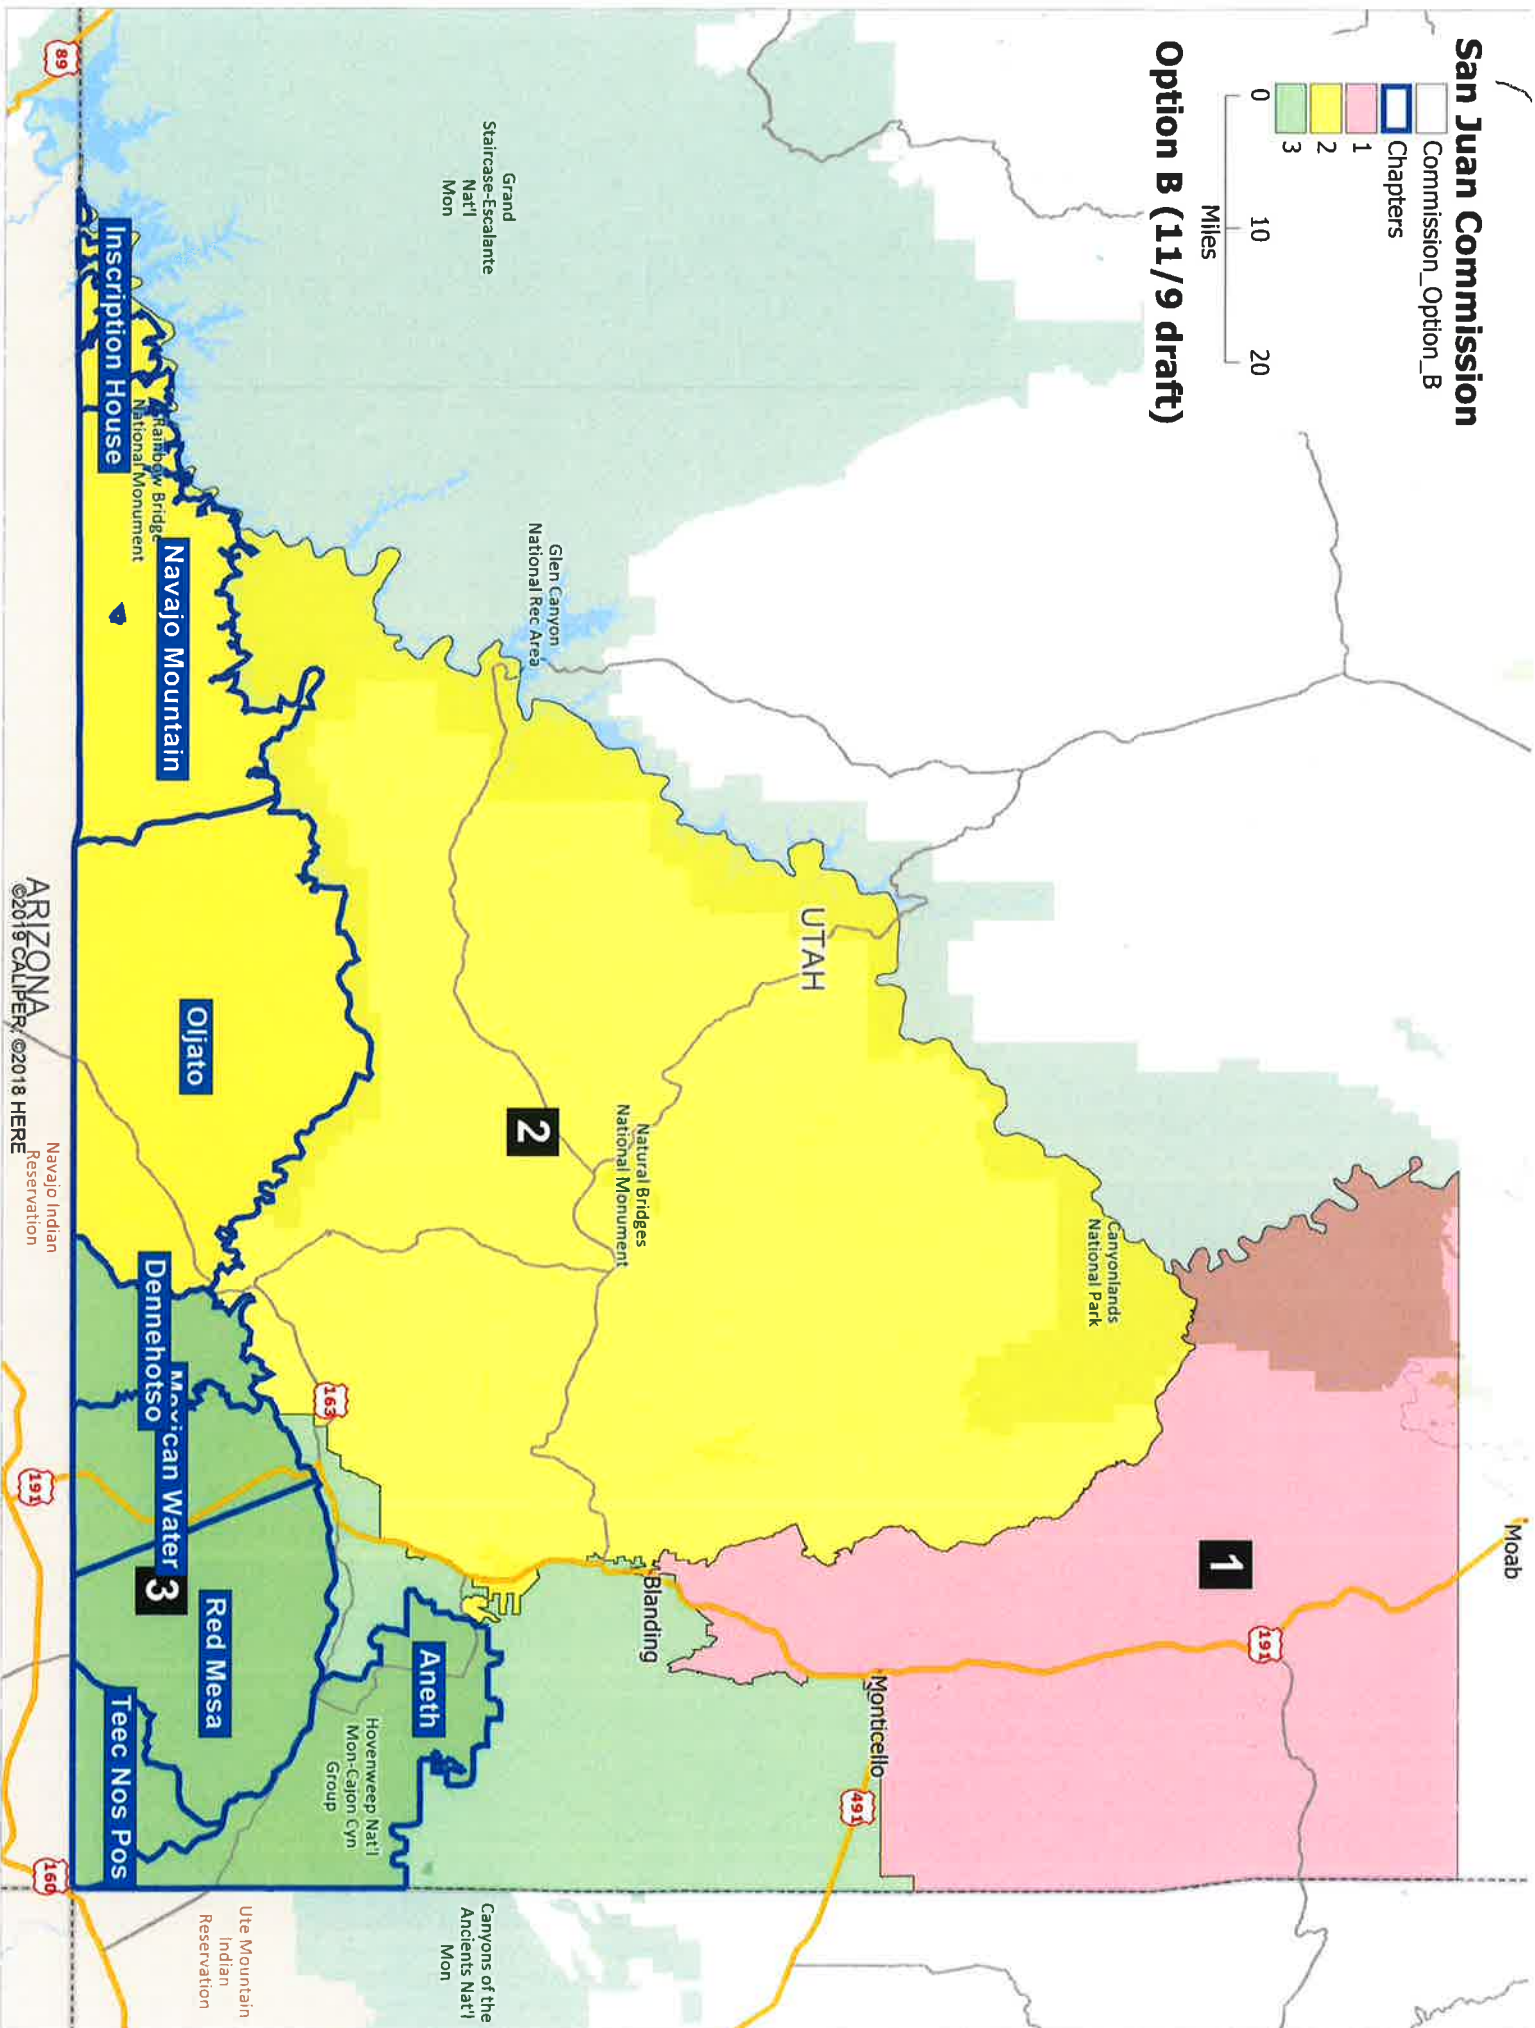 San Juan Commission
Commission_Option_B
Chapters
1
2
3
0 10 20
Miles
Option B (11/9 draft)
Moab
191
1
Canyonlands
National Park
Monticello
491
UTAH
Blanding
Natural Bridges
National Monument
2
Glen Canyon
National Rec Area
Grand
Staircase-Escalante
Nat'l
Mon
Canyons of the
Ancients Nat'l
Mon
Aneth
Hovenweep Nat'l
Mon-Cajon Cyn
Group
163
Ute Mountain
Indian
Reservation
Red Mesa
Oljato
Navajo Mountain
Rainbow Bridge
National Monument
Mexican Water
3
Dennehotso
Inscription House
Teec Nos Pos
89
191
160
Navajo Indian
Reservation
ARIZONA
©2019 CALIPER; ©2018 HERE